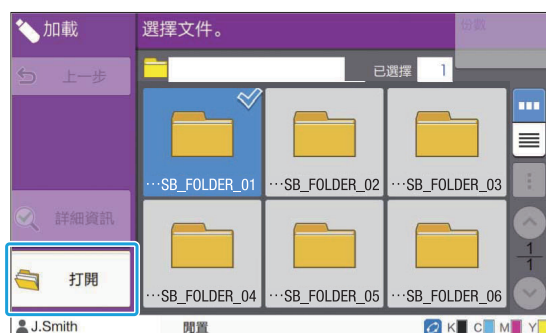 加載
選擇文件。
份數
上一步
已選擇 1
…SB_FOLDER_01 …SB_FOLDER_02 …SB_FOLDER_03
詳細資訊
1
1
打開
…SB_FOLDER_04 …SB_FOLDER_05 …SB_FOLDER_06
J.Smith 閒置 K C M Y